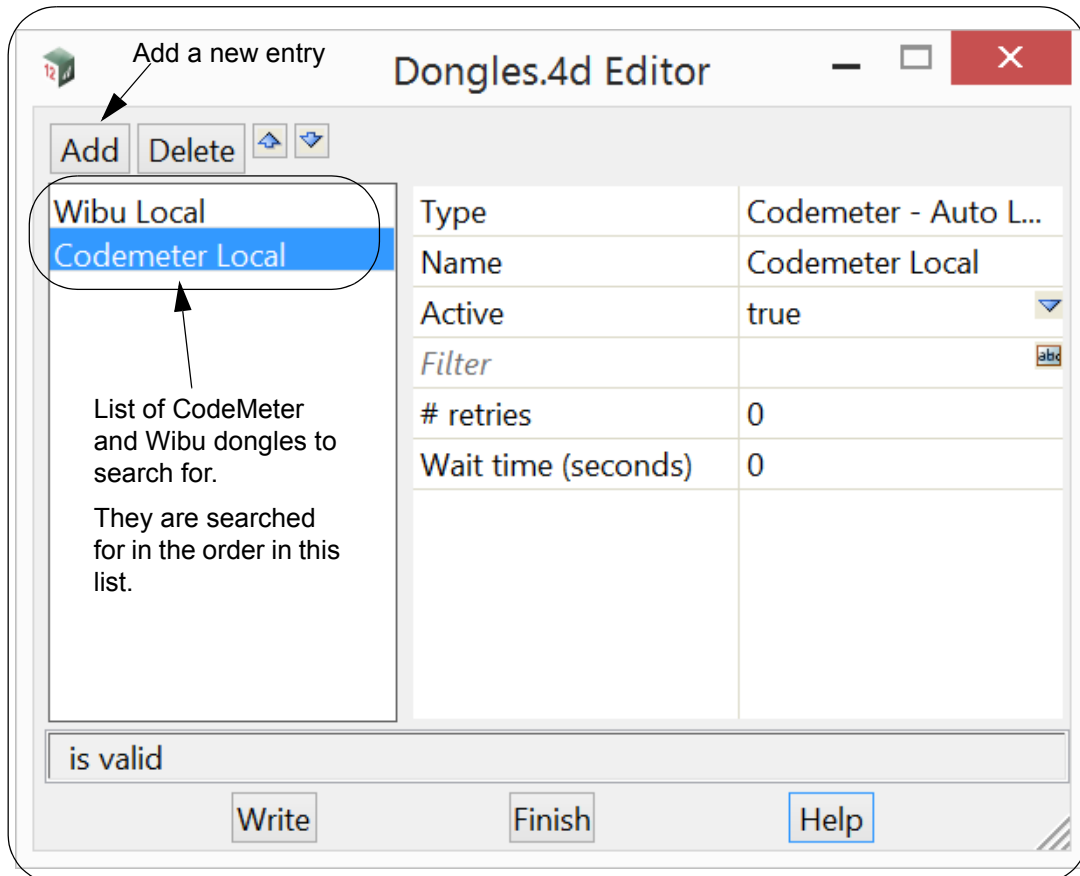 Add a new entry
12
Dongles.4d Editor
Add Delete
Wibu Local
Codemeter Local
Type Codemeter - Auto L...
Name Codemeter Local
Active true
Filter abc
# retries 0
Wait time (seconds) 0
List of CodeMeter
and Wibu dongles to
search for.
They are searched
for in the order in this
list.
is valid
Write Finish Help